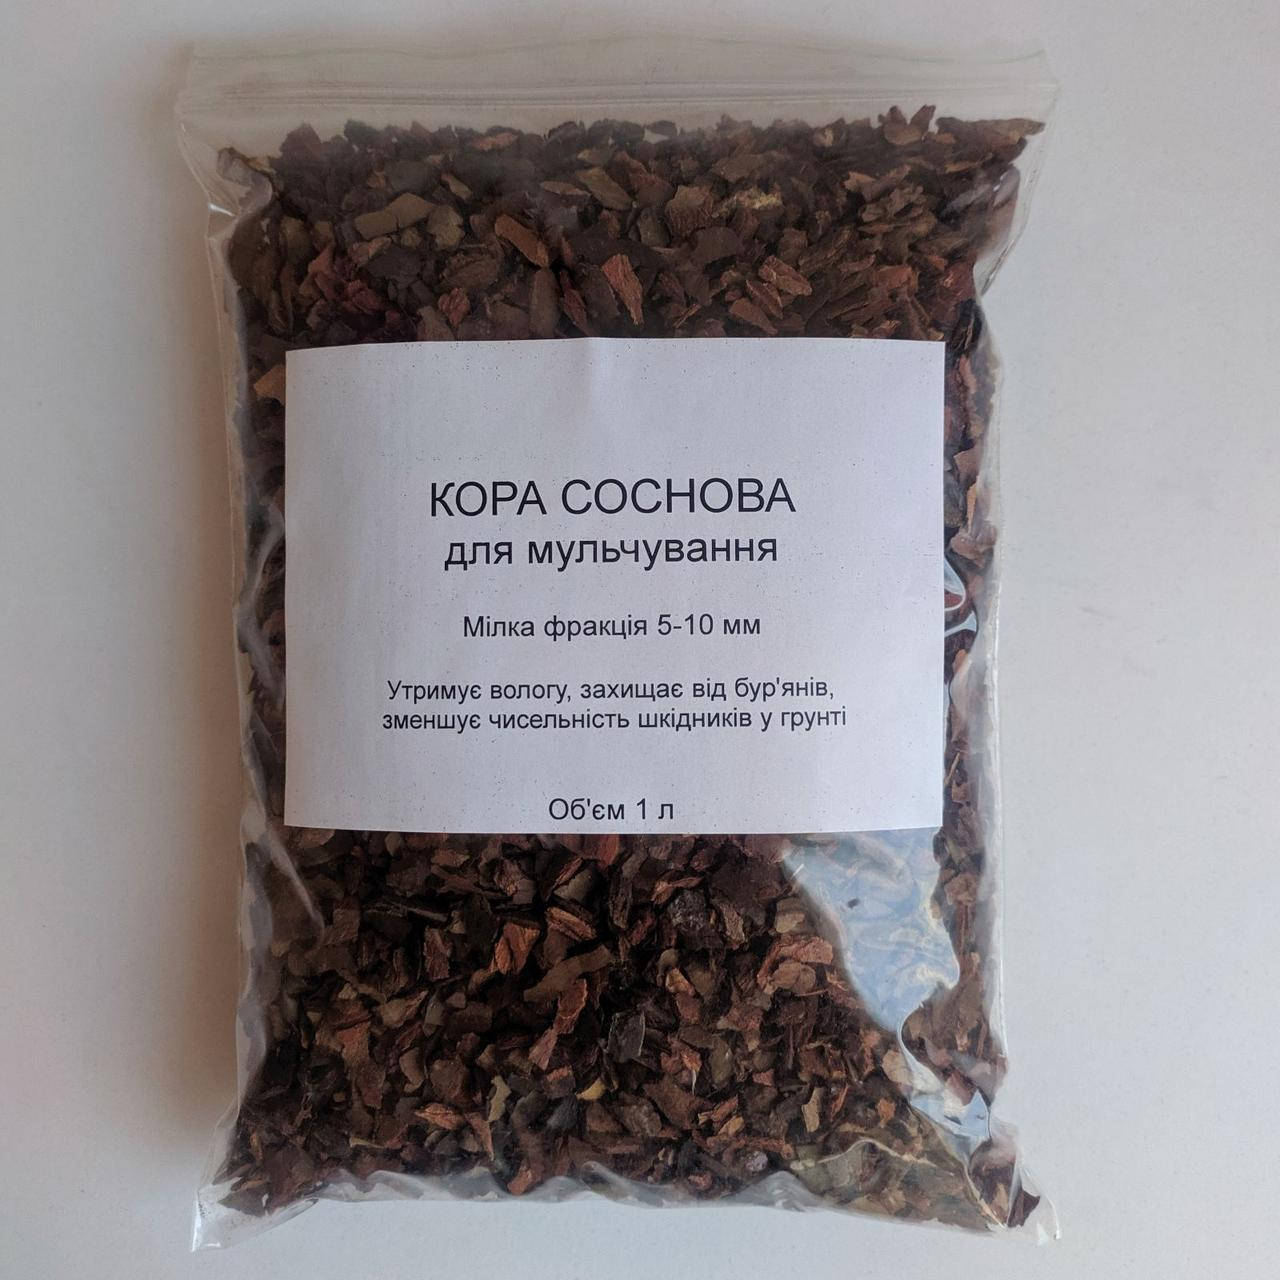 КОРА СОСНОВА
для мульчування
Мілка фракція 5-10 мм
Утримує вологу, захищає від бур'янів,
зменшує чисельність шкідників у грунті
Об'єм 1 л